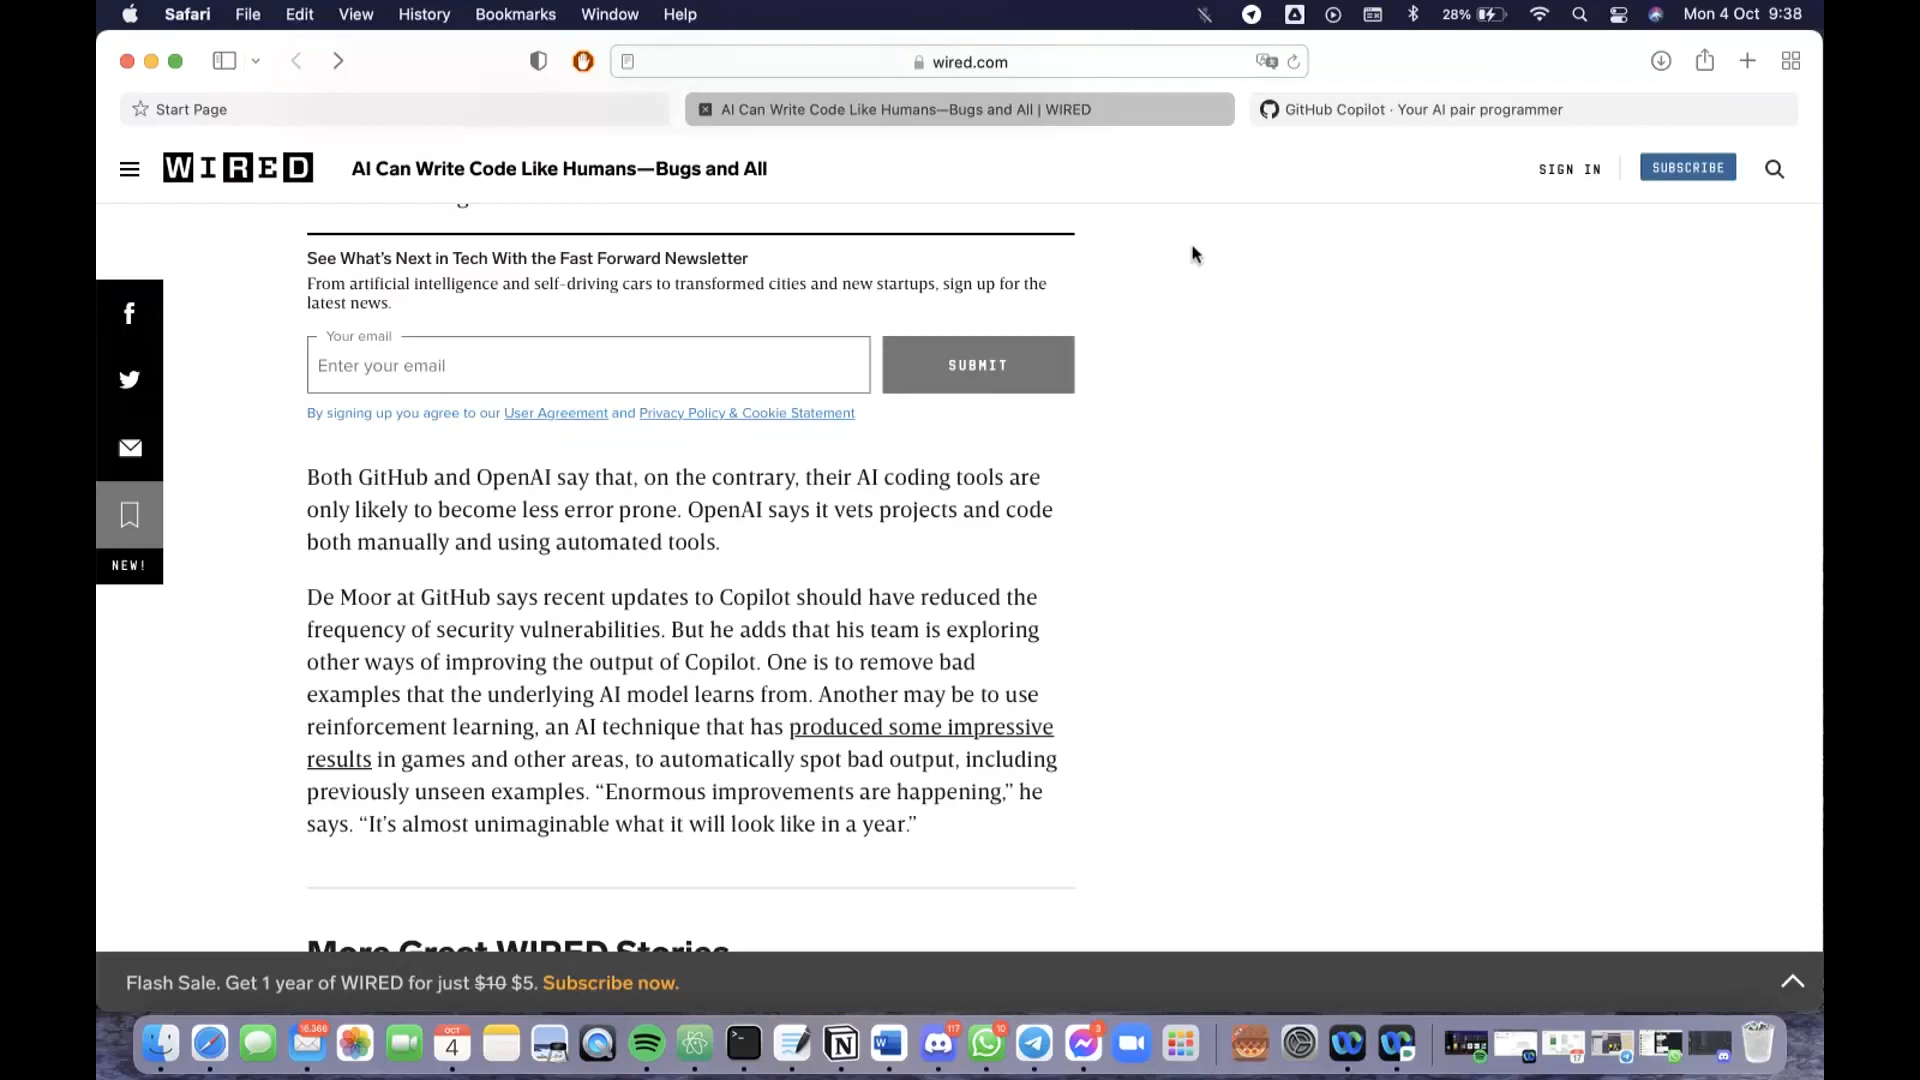 Safari File Edit View History Bookmarks Window Help 28% Mon 4 Oct 9:38
wired.com
Start Page
AI Can Write Code Like Humans—Bugs and All | WIRED
GitHub Copilot · Your AI pair programmer
WIRED
AI Can Write Code Like Humans—Bugs and All
SIGN IN
SUBSCRIBE
See What's Next in Tech With the Fast Forward Newsletter
From artificial intelligence and self-driving cars to transformed cities and new startups, sign up for the
latest news.
Your email
Enter your email
SUBMIT
By signing up you agree to our User Agreement and Privacy Policy & Cookie Statement
NEW!
Both GitHub and OpenAI say that, on the contrary, their AI coding tools are
only likely to become less error prone. OpenAI says it vets projects and code
both manually and using automated tools.
De Moor at GitHub says recent updates to Copilot should have reduced the
frequency of security vulnerabilities. But he adds that his team is exploring
other ways of improving the output of Copilot. One is to remove bad
examples that the underlying AI model learns from. Another may be to use
reinforcement learning, an AI technique that has produced some impressive
results in games and other areas, to automatically spot bad output, including
previously unseen examples. “Enormous improvements are happening,” he
says. “It’s almost unimaginable what it will look like in a year.”
More Great WIRED Stories
Flash Sale. Get 1 year of WIRED for just $10 $5. Subscribe now.
16.366
OCT
4
117
10
3